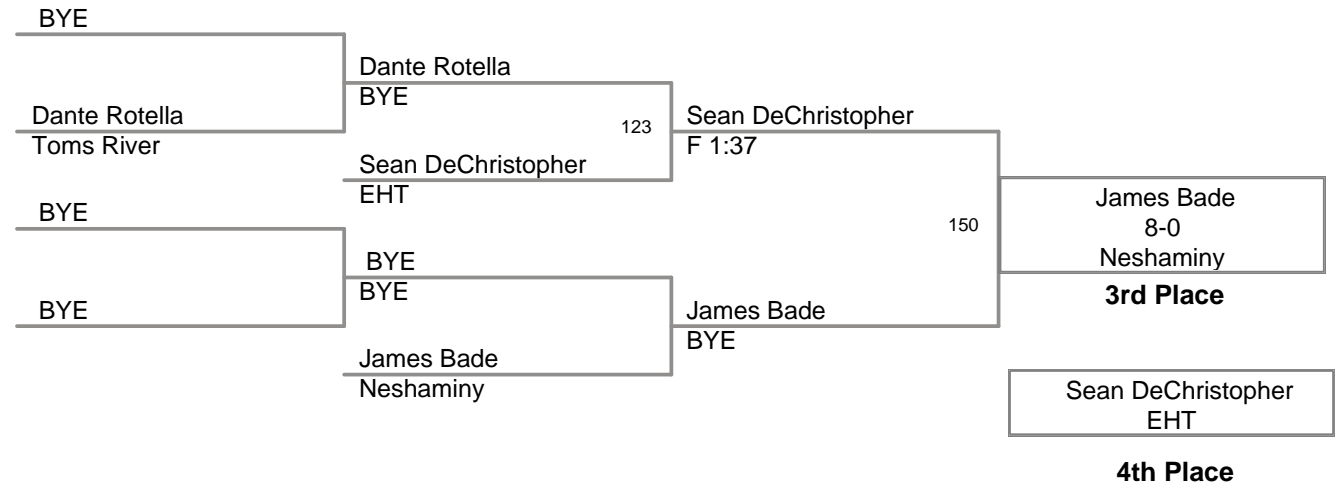 BYE
Dante Rotella
BYE
Dante Rotella
Toms River
123
Sean DeChristopher
F 1:37
Sean DeChristopher
EHT
BYE
150
James Bade
8-0
Neshaminy
3rd Place
BYE
BYE
BYE
James Bade
BYE
James Bade
Neshaminy
Sean DeChristopher
EHT
4th Place